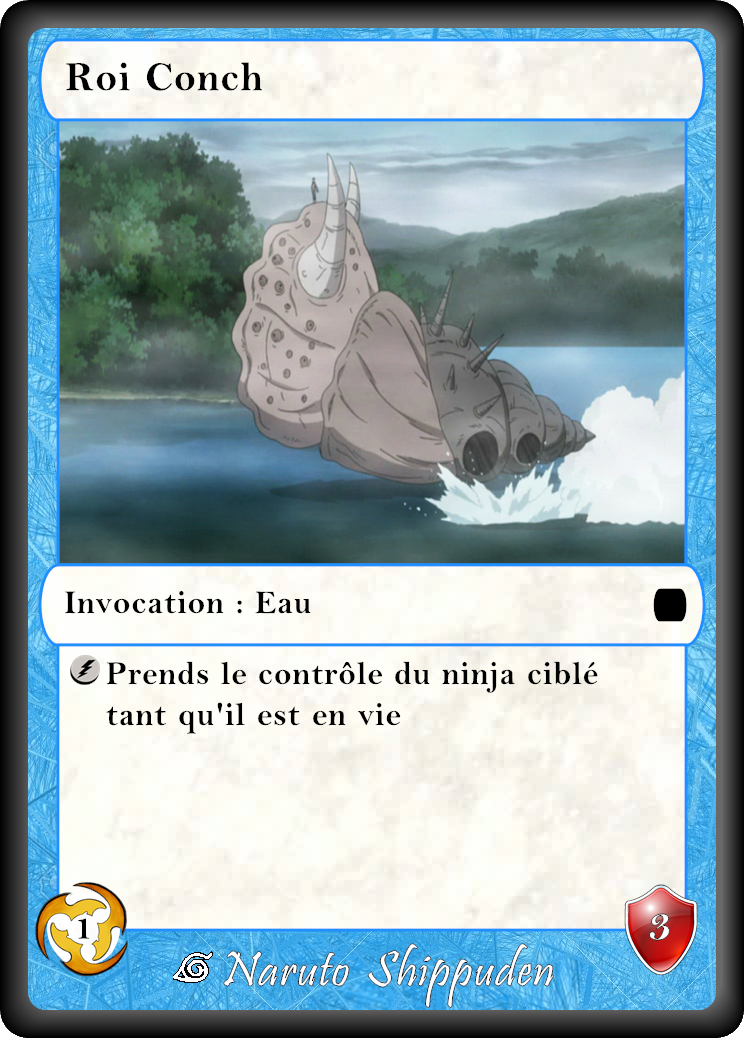 Roi Conch
Invocation : Eau
Prends le contrôle du ninja ciblé
tant qu'il est en vie
1
3
Naruto Shippuden